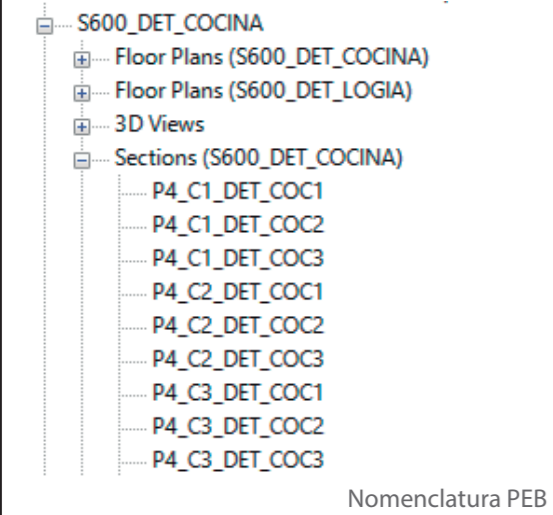 S600_DET_COCINA
Floor Plans (S600_DET_COCINA)
Floor Plans (S600_DET_LOGIA)
3D Views
Sections (S600_DET_COCINA)
P4_C1_DET_COC1
P4_C1_DET_COC2
P4_C1_DET_COC3
P4_C2_DET_COC1
P4_C2_DET_COC2
P4_C2_DET_COC3
P4_C3_DET_COC1
P4_C3_DET_COC2
P4_C3_DET_COC3
Nomenclatura PEB